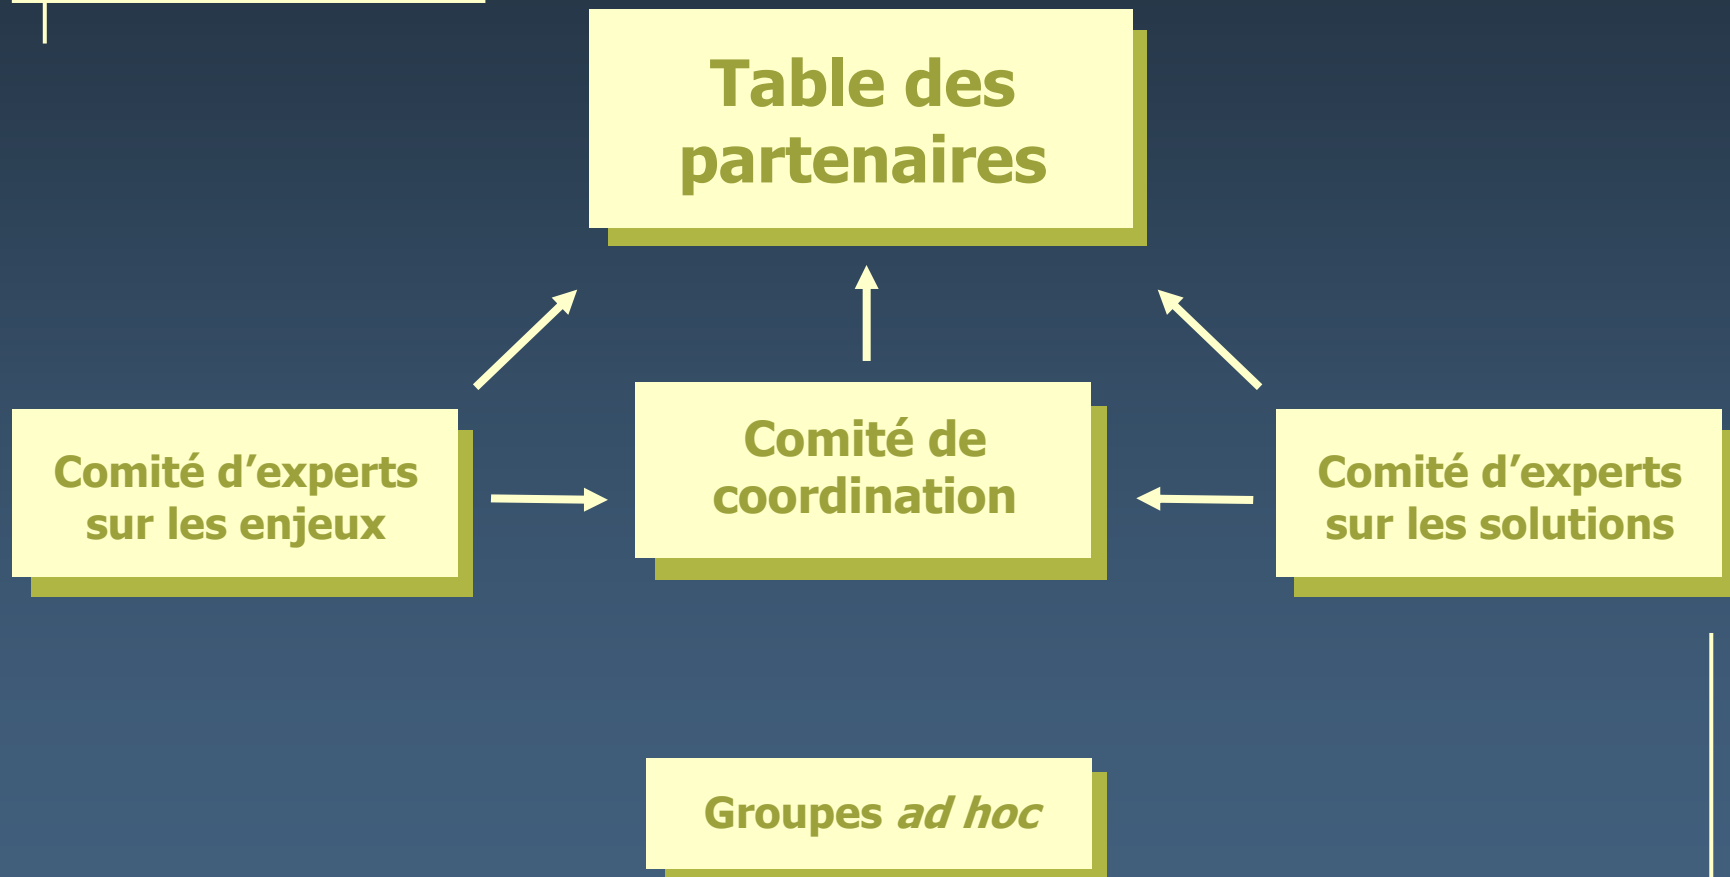 Table des
partenaires
Comité d’experts
sur les enjeux
Comité de
coordination
Comité d’experts
sur les solutions
Groupes ad hoc